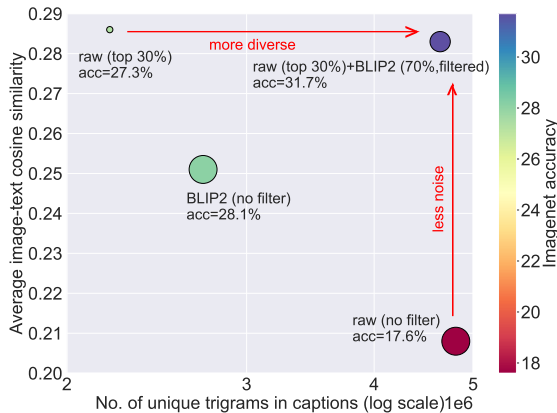 0.29
0.28
0.27
0.26
0.25
0.24
0.23
0.22
0.21
0.20
Average image-text cosine similarity
raw (top 30%)
acc=27.3%
more diverse
raw (top 30%)+BLIP2 (70%,filtered)
acc=31.7%
BLIP2 (no filter)
acc=28.1%
less noise
raw (no filter)
acc=17.6%
2 3 4 5
No. of unique trigrams in captions (log scale)1e6
30
28
26
24
22
20
18
Imagenet accuracy